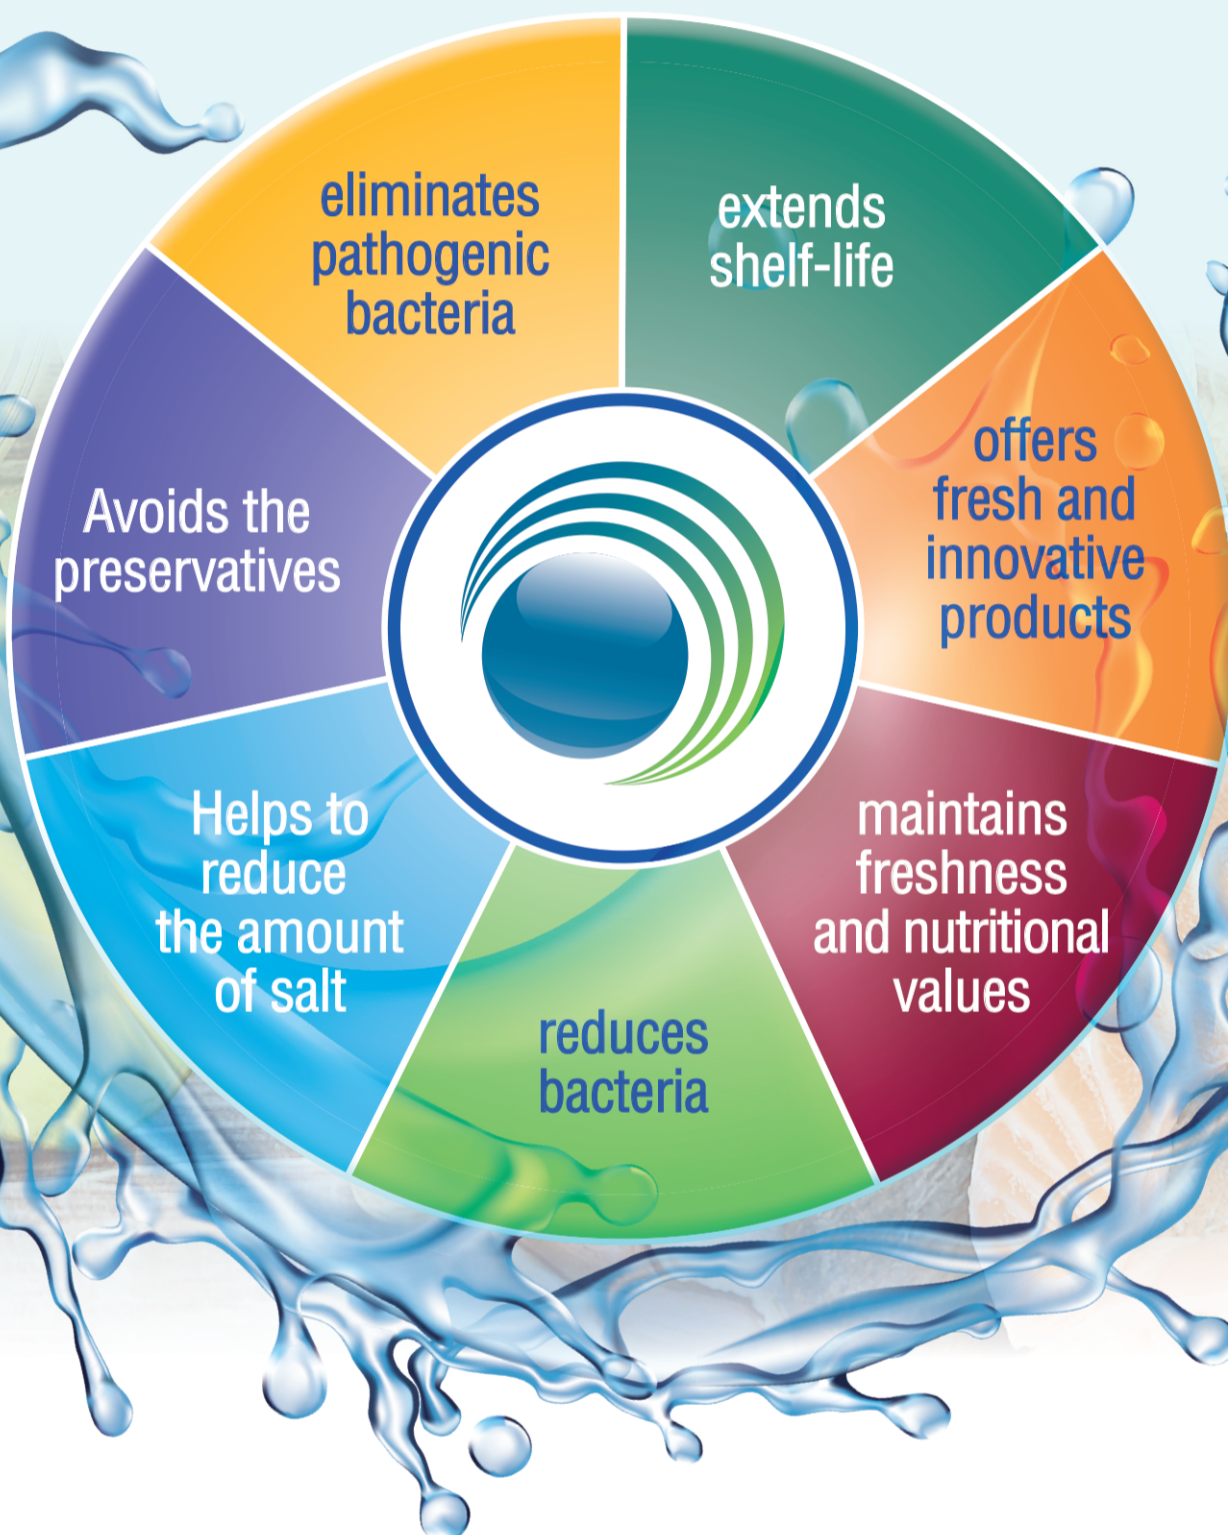 eliminates
pathogenic
bacteria
extends
shelf-life
offers
fresh and
innovative
products
maintains
freshness
and nutritional
values
reduces
bacteria
Helps to
reduce
the amount
of salt
Avoids the
preservatives